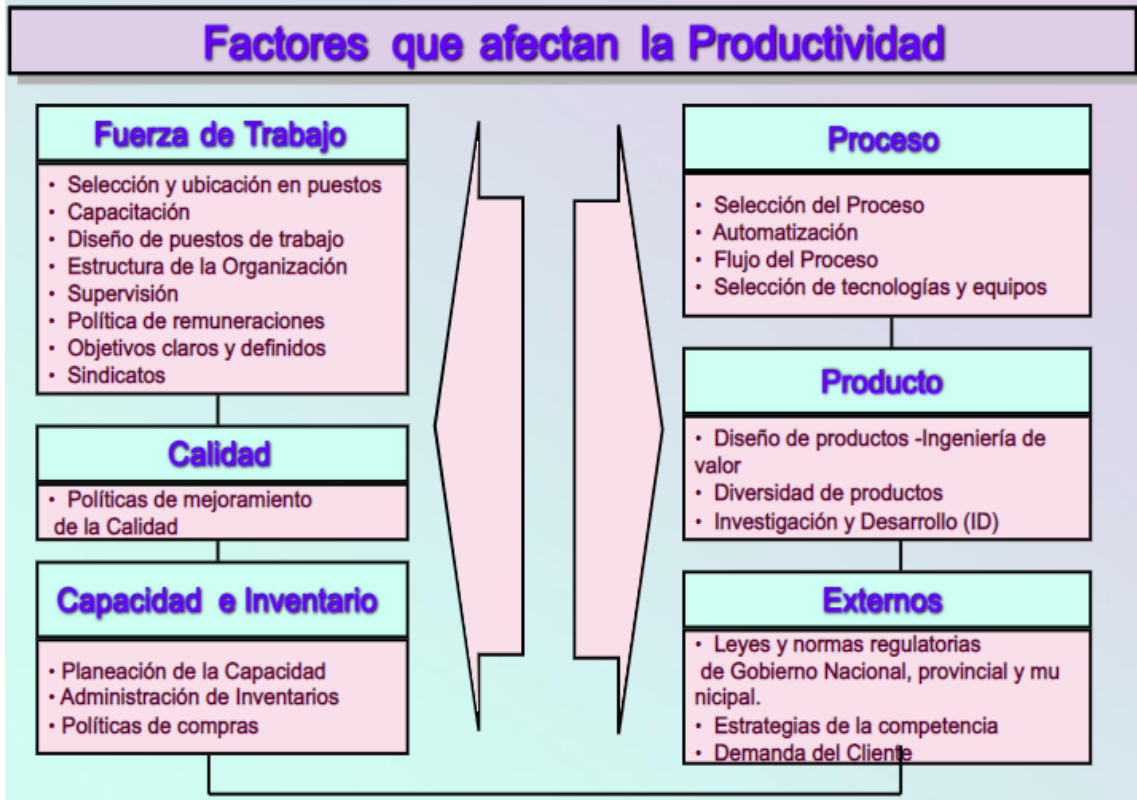 Factores que afectan la Productividad
Fuerza de Trabajo
• Selección y ubicación en puestos
• Capacitación
• Diseño de puestos de trabajo
• Estructura de la Organización
• Supervisión
• Política de remuneraciones
• Objetivos claros y definidos
• Sindicatos
Calidad
• Políticas de mejoramiento
de la Calidad
Capacidad e Inventario
• Planeación de la Capacidad
• Administración de Inventarios
• Políticas de compras
Proceso
• Selección del Proceso
• Automatización
• Flujo del Proceso
• Selección de tecnologías y equipos
Producto
• Diseño de productos -Ingeniería de
valor
• Diversidad de productos
• Investigación y Desarrollo (ID)
Externos
• Leyes y normas regulatorias
de Gobierno Nacional, provincial y mu
nicipal.
• Estrategias de la competencia
• Demanda del Cliente